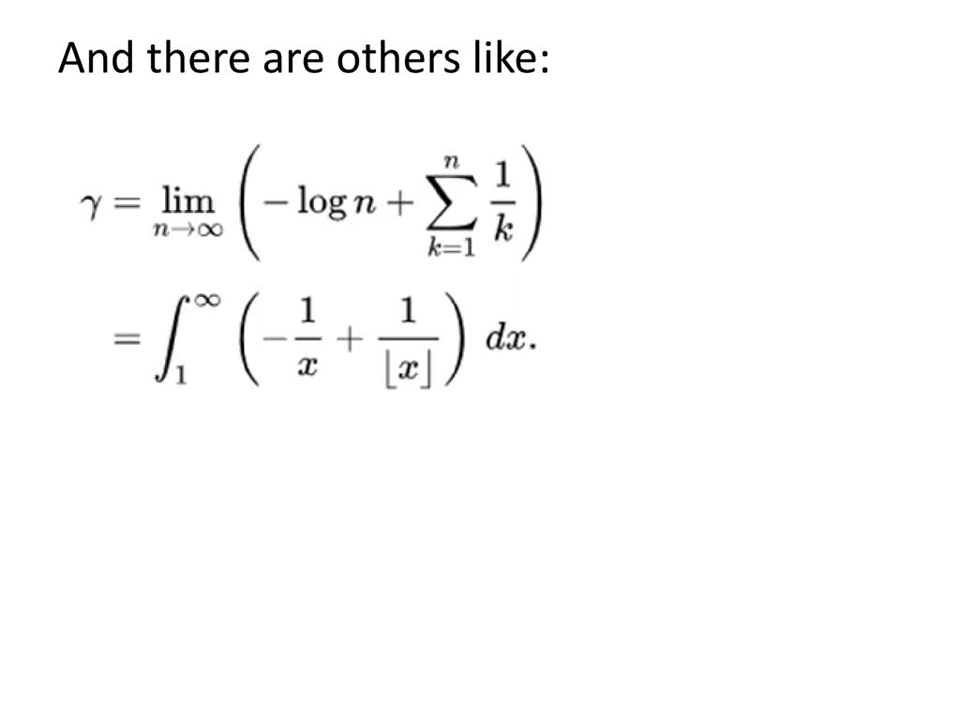 And there are others like:
γ = lim_{n→∞} ( − log n + ∑_{k=1}^{n} 1/k )
= ∫_1^∞ ( − 1/x + 1/⌊x⌋ ) dx.